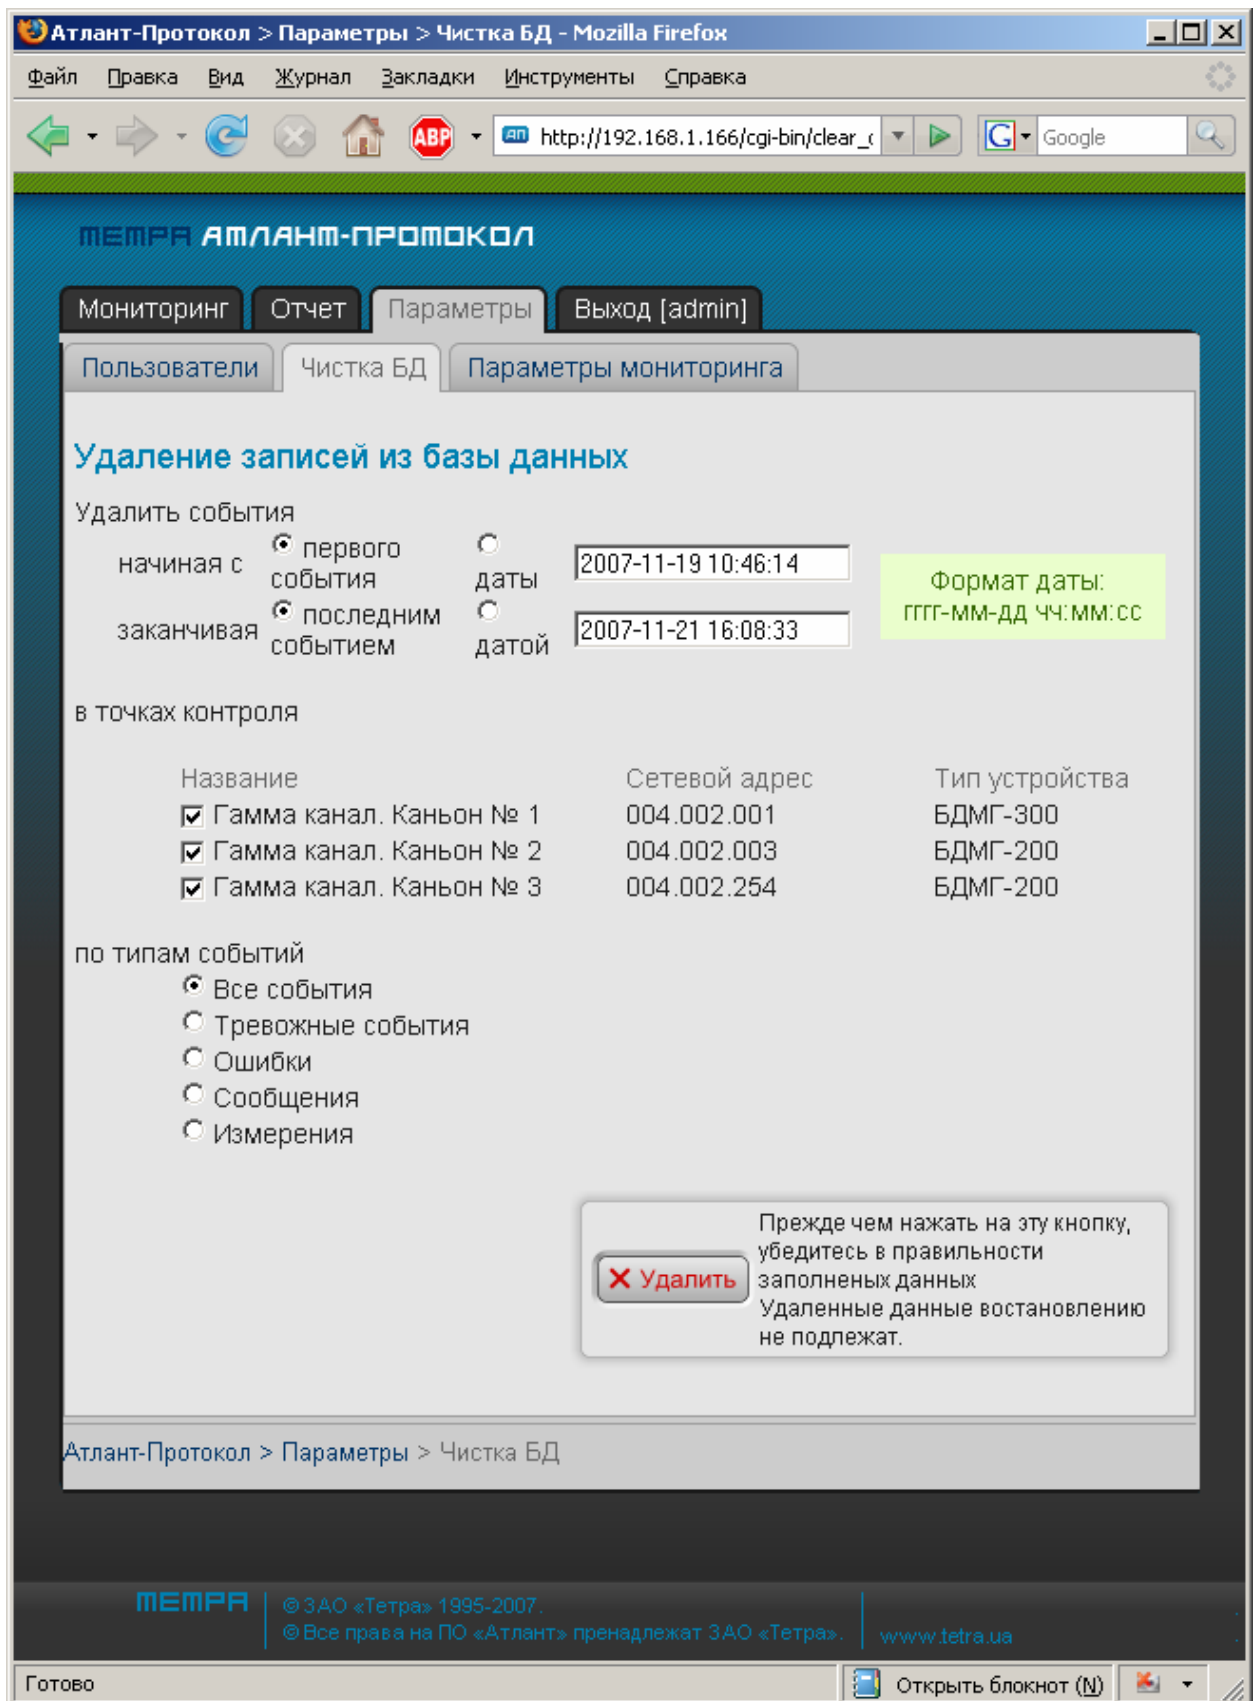 Атлант-Протокол > Параметры > Чистка БД - Mozilla Firefox
Файл Правка Вид Журнал Закладки Инструменты Справка
ABP АП http://192.168.1.166/cgi-bin/clear_ G Google
ТЕТРА АТЛАНТ-ПРОТОКОЛ
Мониторинг Отчет Параметры Выход [admin]
Пользователи Чистка БД Параметры мониторинга
Удаление записей из базы данных
Удалить события
начиная с первого события даты 2007-11-19 10:46:14
заканчивая последним событием датой 2007-11-21 16:08:33
Формат даты:
гггг-мм-дд чч:мм:сс
в точках контроля
Название Сетевой адрес Тип устройства
Гамма канал. Каньон № 1 004.002.001 БДМГ-300
Гамма канал. Каньон № 2 004.002.003 БДМГ-200
Гамма канал. Каньон № 3 004.002.254 БДМГ-200
по типам событий
Все события
Тревожные события
Ошибки
Сообщения
Измерения
Удалить
Прежде чем нажать на эту кнопку,
убедитесь в правильности
заполненых данных
Удаленные данные востановлению
не подлежат.
Атлант-Протокол > Параметры > Чистка БД
ТЕТРА
© ЗАО «Тетра» 1995-2007.
© Все права на ПО «Атлант» пренадлежат ЗАО «Тетра».
www.tetra.ua
Готово Открыть блокнот (N)